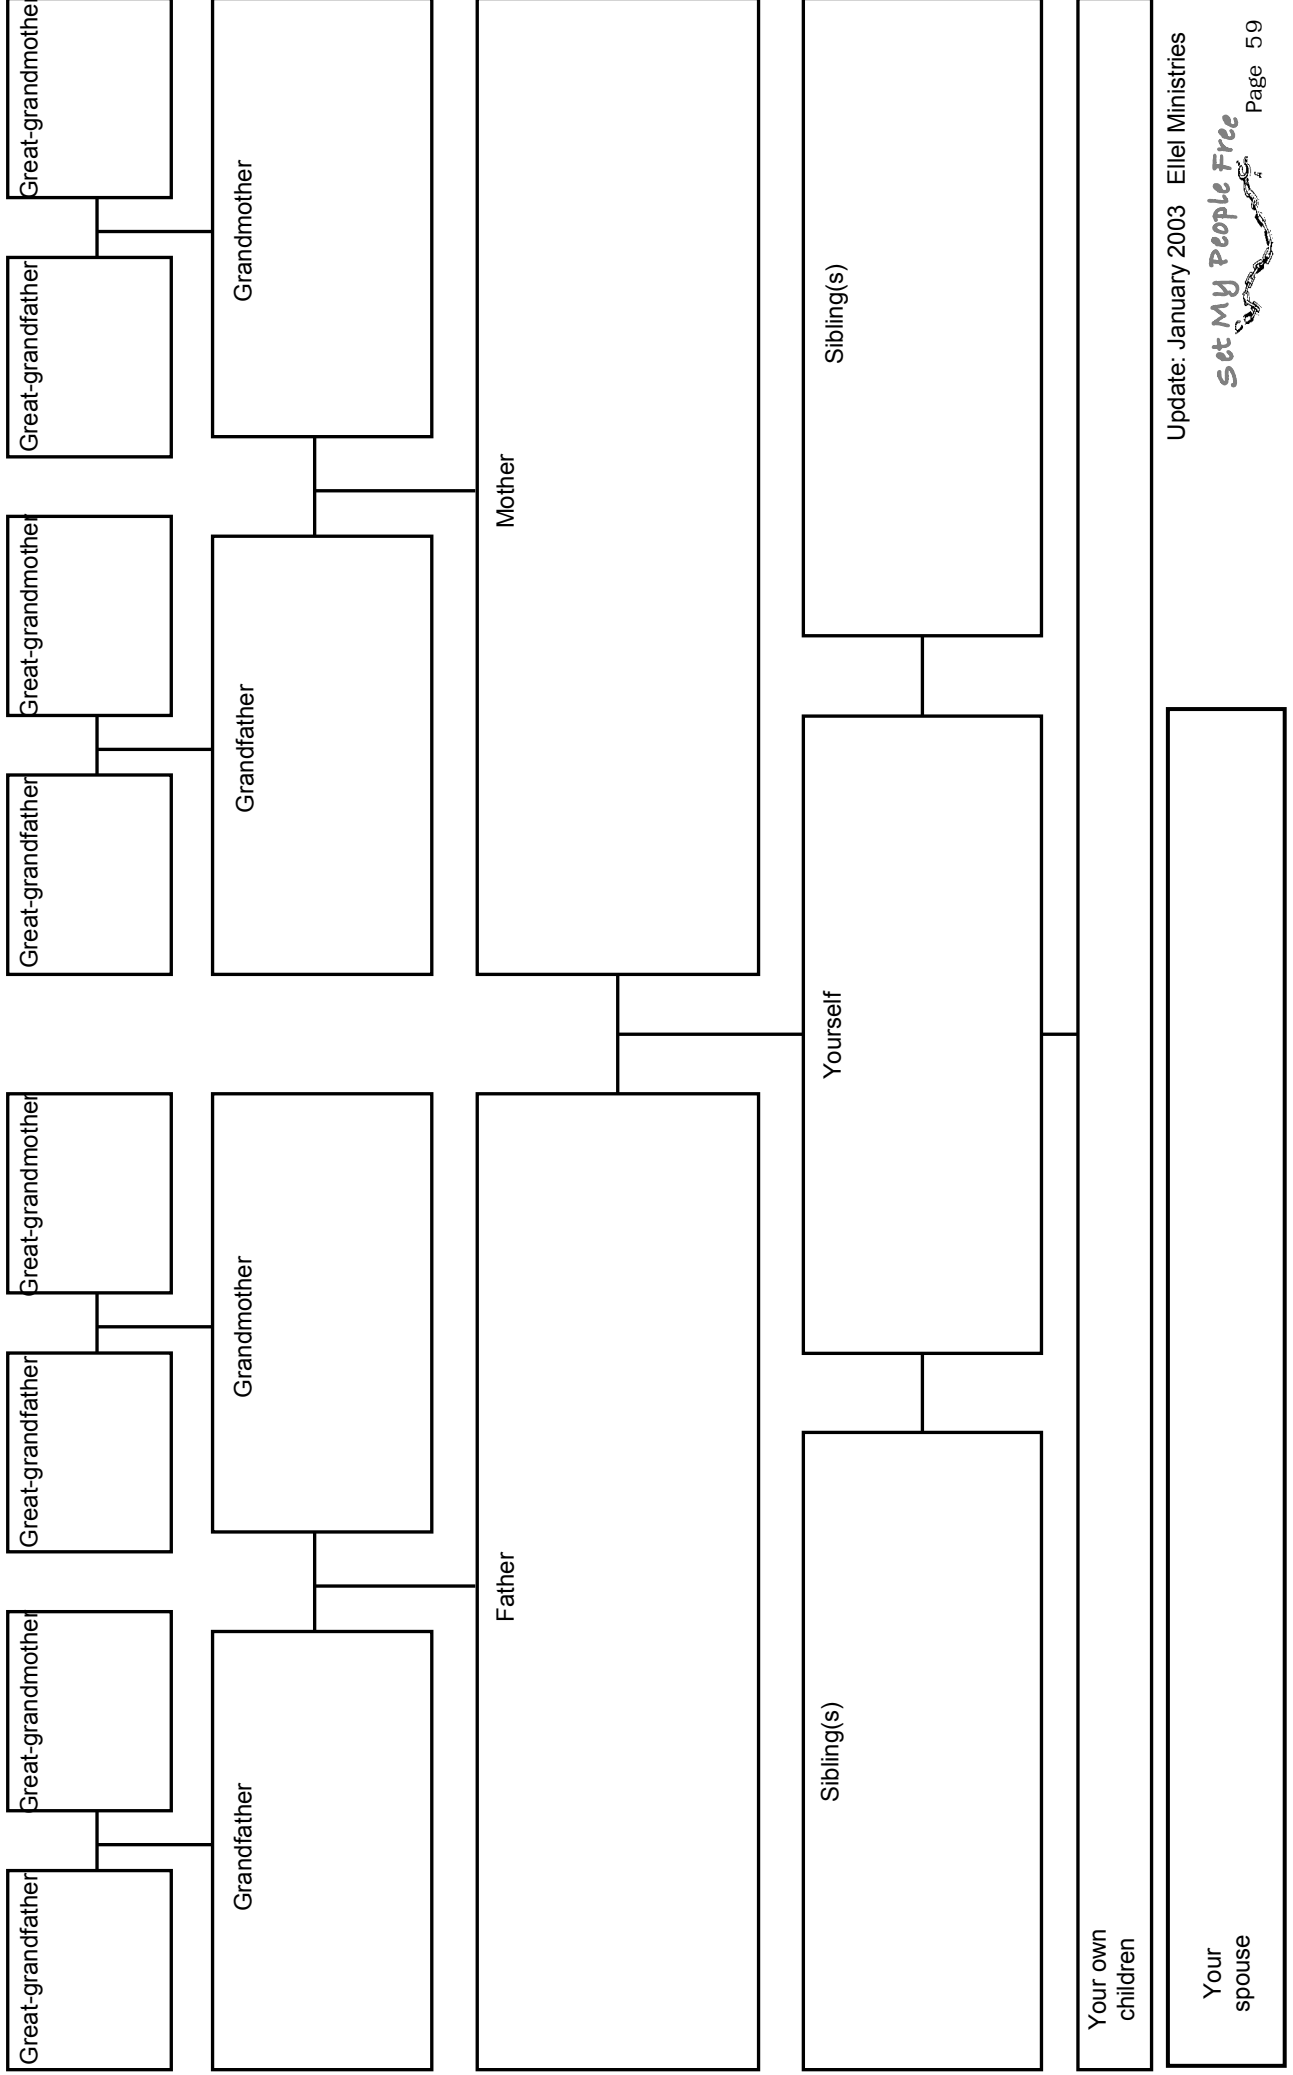 Great-grandfather
Great-grandmother
Great-grandfather
Great-grandmother
Great-grandfather
Great-grandmother
Great-grandfather
Great-grandmother
Grandfather
Grandmother
Grandfather
Grandmother
Father
Mother
Sibling(s)
Yourself
Sibling(s)
Your own
children
Your
spouse
Update: January 2003 Ellel Ministries
Set My People Free
Page 59